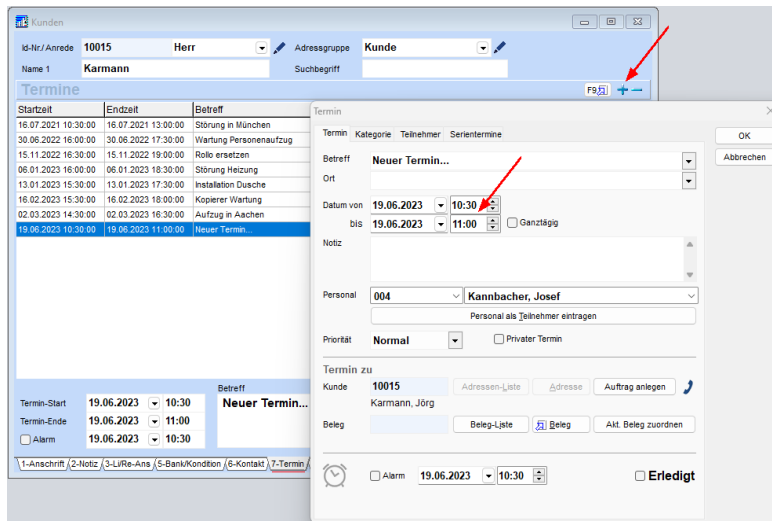 Kunden
Id-Nr./ Anrede 10015 Herr Adressgruppe Kunde
Name 1 Karmann Suchbegriff
Termine F9
Startzeit Endzeit Betreff
16.07.2021 10:30:00 16.07.2021 13:00:00 Störung in München
30.06.2022 16:00:00 30.06.2022 17:30:00 Wartung Personenaufzug
15.11.2022 16:00:00 15.11.2022 19:00:00 Rollo ersetzen
06.01.2023 16:00:00 06.01.2023 18:30:00 Störung Heizung
13.01.2023 15:30:00 13.01.2023 17:30:00 Installation Dusche
16.02.2023 15:30:00 16.02.2023 18:00:00 Kopierer Wartung
02.03.2023 14:30:00 02.03.2023 16:30:00 Aufzug in Aachen
19.06.2023 10:30:00 19.06.2023 11:00:00 Neuer Termin...
Betreff
Termin-Start 19.06.2023 10:30 Neuer Termin...
Termin-Ende 19.06.2023 11:00
Alarm 19.06.2023 10:30
1-Anschrift 2-Notiz 3-Li/Re-Ans 5-Bank/Kondition 6-Kontakt 7-Termin
Termin
Termin Kategorie Teilnehmer Serientermine
OK
Abbrechen
Betreff Neuer Termin...
Ort
Datum von 19.06.2023 10:30
bis 19.06.2023 11:00 Ganztägig
Notiz
Personal 004 Kannbacher, Josef
Personal als Teilnehmer eintragen
Priorität Normal Privater Termin
Termin zu
Kunde 10015 Adressen-Liste Adresse Auftrag anlegen
Karmann, Jörg
Beleg Beleg-Liste Beleg Akt. Beleg zuordnen
Alarm 19.06.2023 10:30 Erledigt